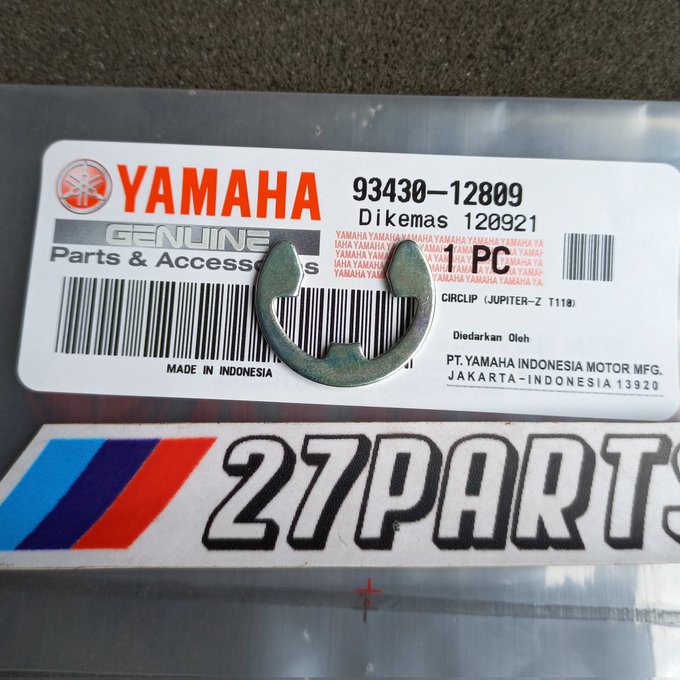 YAMAHA
GENUINE
Parts & Accessories
93430-12809
Dikemas 120921
1 PC
CIRCLIP (JUPITER-Z T110)
Diedarkan Oleh
PT. YAMAHA INDONESIA MOTOR MFG.
JAKARTA-INDONESIA 13920
MADE IN INDONESIA
27PARTS